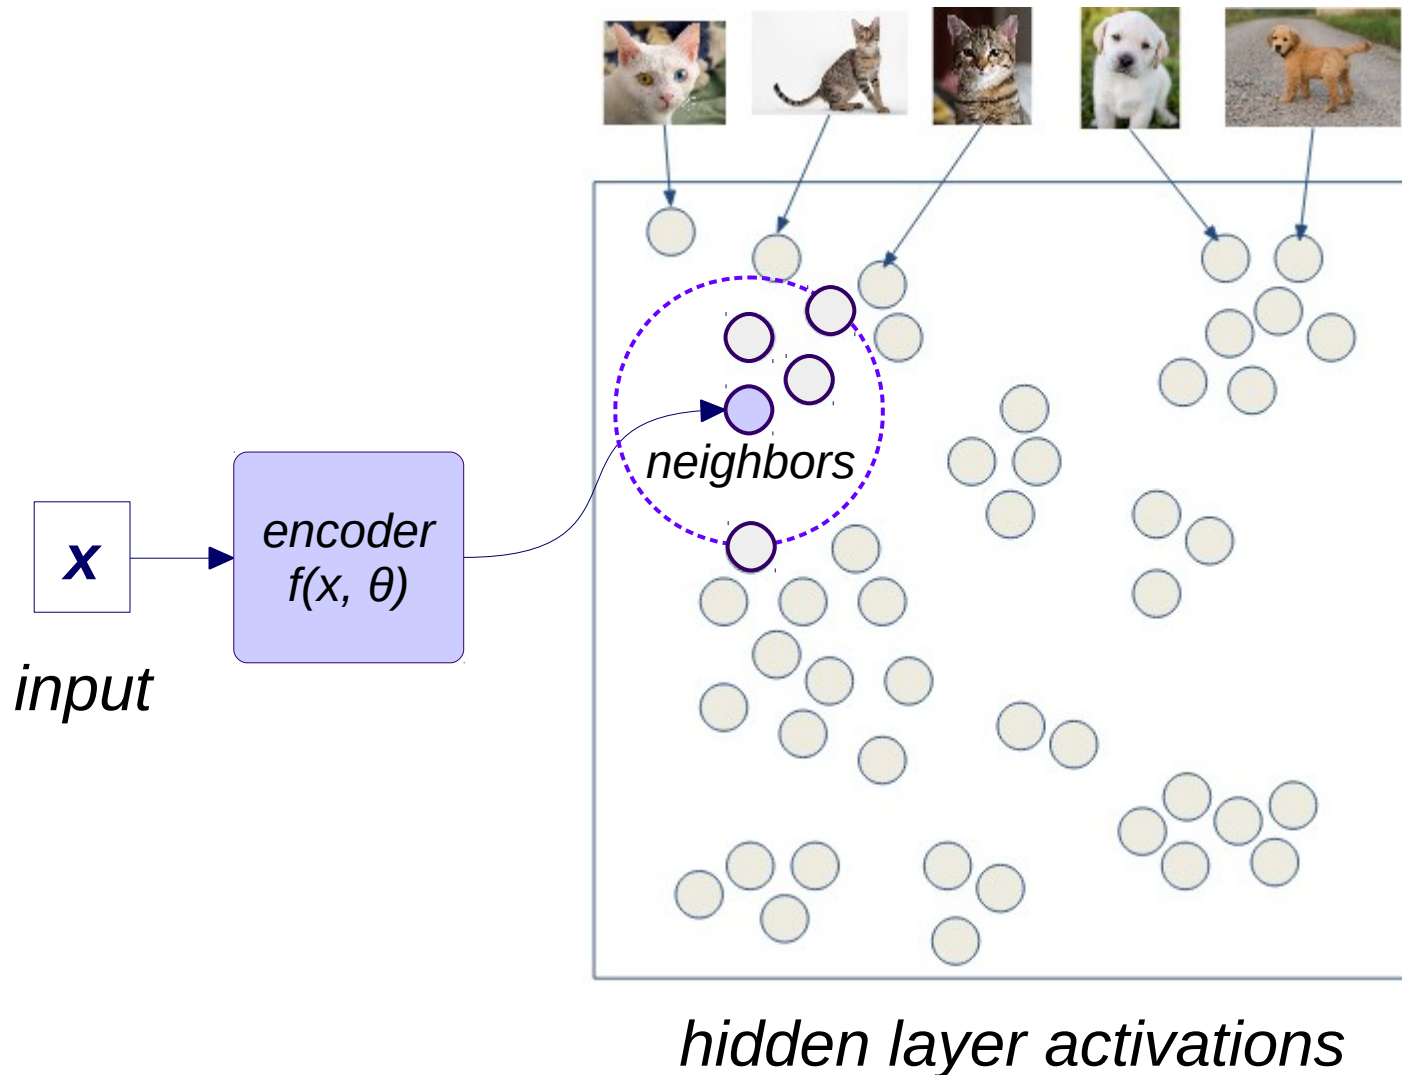 x
input
encoder
f(x, θ)
neighbors
hidden layer activations